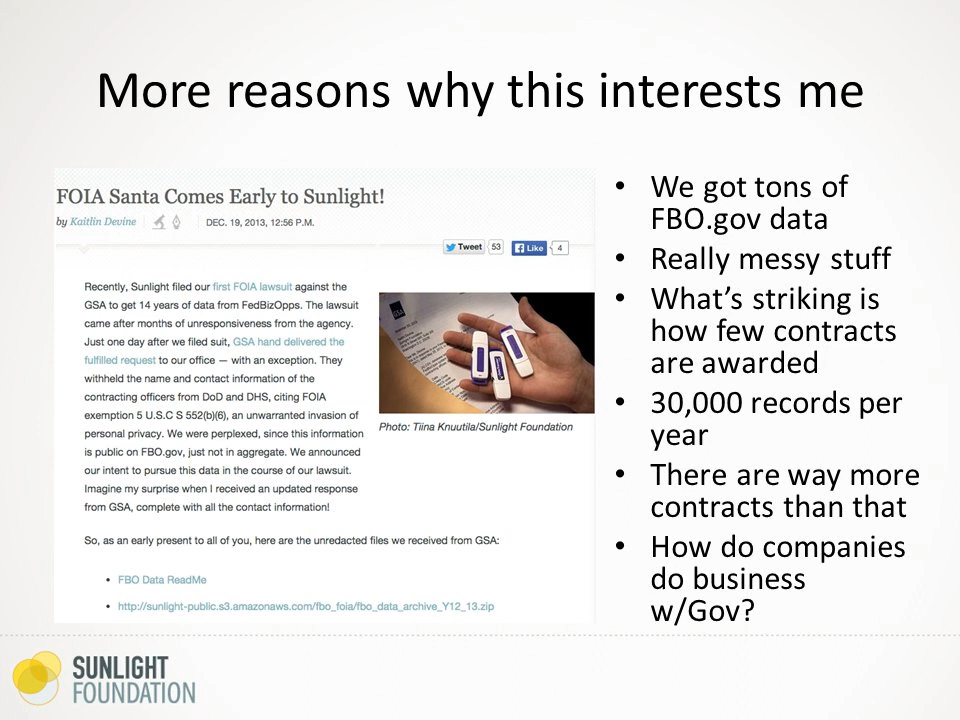 More reasons why this interests me
FOIA Santa Comes Early to Sunlight!
by Kaitlin Devine
DEC. 19, 2013, 12:56 P.M.
Tweet 53 Like 4
Recently, Sunlight filed our first FOIA lawsuit against the
GSA to get 14 years of data from FedBizOpps. The lawsuit
came after months of unresponsiveness from the agency.
Just one day after we filed suit, GSA hand delivered the
fulfilled request to our office — with an exception. They
withheld the name and contact information of the
contracting officers from DoD and DHS, citing FOIA
exemption 5 U.S.C S 552(b)(6), an unwarranted invasion of
personal privacy. We were perplexed, since this information
is public on FBO.gov, just not in aggregate. We announced
our intent to pursue this data in the course of our lawsuit.
Imagine my surprise when I received an updated response
from GSA, complete with all the contact information!
GSA
Photo: Tiina Knuutila/Sunlight Foundation
So, as an early present to all of you, here are the unredacted files we received from GSA:
• FBO Data ReadMe
• http://sunlight-public.s3.amazonaws.com/fbo_foia/fbo_data_archive_Y12_13.zip
• We got tons of
FBO.gov data
• Really messy stuff
• What's striking is
how few contracts
are awarded
• 30,000 records per
year
• There are way more
contracts than that
• How do companies
do business
w/Gov?
SUNLIGHT
FOUNDATION